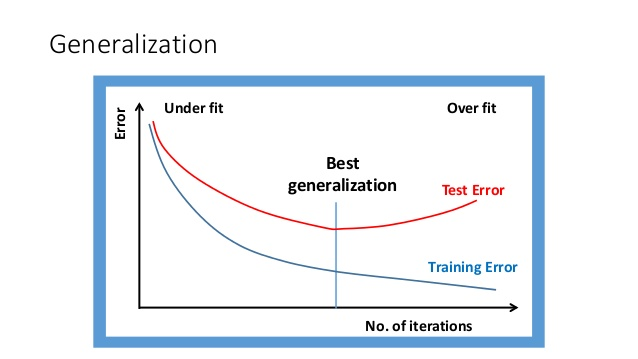 Generalization
Under fit
Over fit
Error
Best
generalization
Test Error
Training Error
No. of iterations